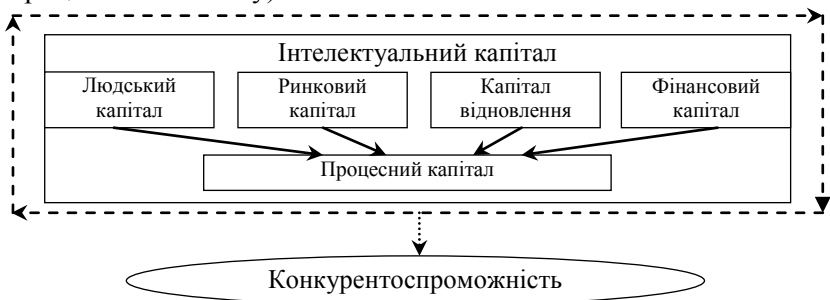 Інтелектуальний капітал
Людський
капітал
Ринковий
капітал
Капітал
відновлення
Фінансовий
капітал
Процесний капітал
Конкурентоспроможність